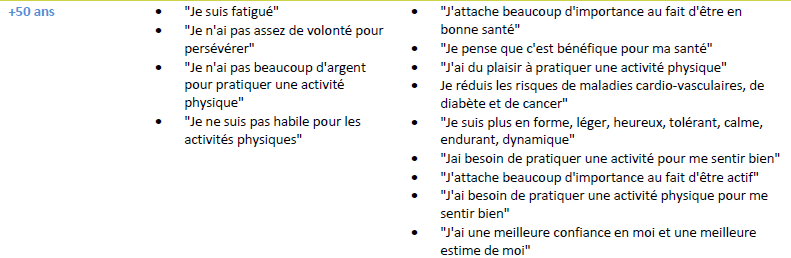 +50 ans
• "Je suis fatigué"
• "Je n'ai pas assez de volonté pour
persévérer"
• "Je n'ai pas beaucoup d'argent
pour pratiquer une activité
physique"
• "Je ne suis pas habile pour les
activités physiques"
• "J'attache beaucoup d'importance au fait d'être en
bonne santé"
• "Je pense que c'est bénéfique pour ma santé"
• "J'ai du plaisir à pratiquer une activité physique"
• Je réduis les risques de maladies cardio-vasculaires, de
diabète et de cancer"
• "Je suis plus en forme, léger, heureux, tolérant, calme,
endurant, dynamique"
• "Jai besoin de pratiquer une activité pour me sentir bien"
• "J'attache beaucoup d'importance au fait d'être actif"
• "J'ai besoin de pratiquer une activité physique pour me
sentir bien"
• "J'ai une meilleure confiance en moi et une meilleure
estime de moi"